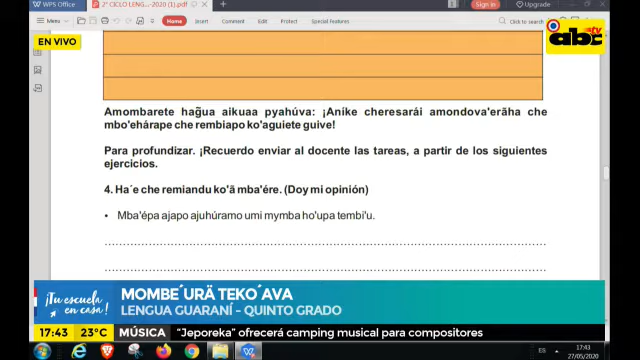 WPS Office
2° CICLO LENG...-2020 (1).pdf
Sign in
Upgrade
Menu
Home
Insert
Comment
Edit
Page
Protect
Special Features
Click to search
EN VIVO
abc tv
Amombarete hag̃ua aikuaa pyahúva: ¡Aníke cheresarái amondova'erãha che
mbo'ehárape che rembiapo ko'aguiete guive!
Para profundizar. ¡Recuerdo enviar al docente las tareas, a partir de los siguientes
ejercicios.
4. Ha´e che remiandu ko'ã mba'ére. (Doy mi opinión)
• Mba'épa ajapo ajuhúramo umi mymba ho'upa tembi'u.
¡Tu escuela
en casa!
MOMBE´URÃ TEKO´AVA
LENGUA GUARANÍ - QUINTO GRADO
17:43 23°C MÚSICA "Jeporeka" ofrecerá camping musical para compositores
ES
17:43
27/05/2020